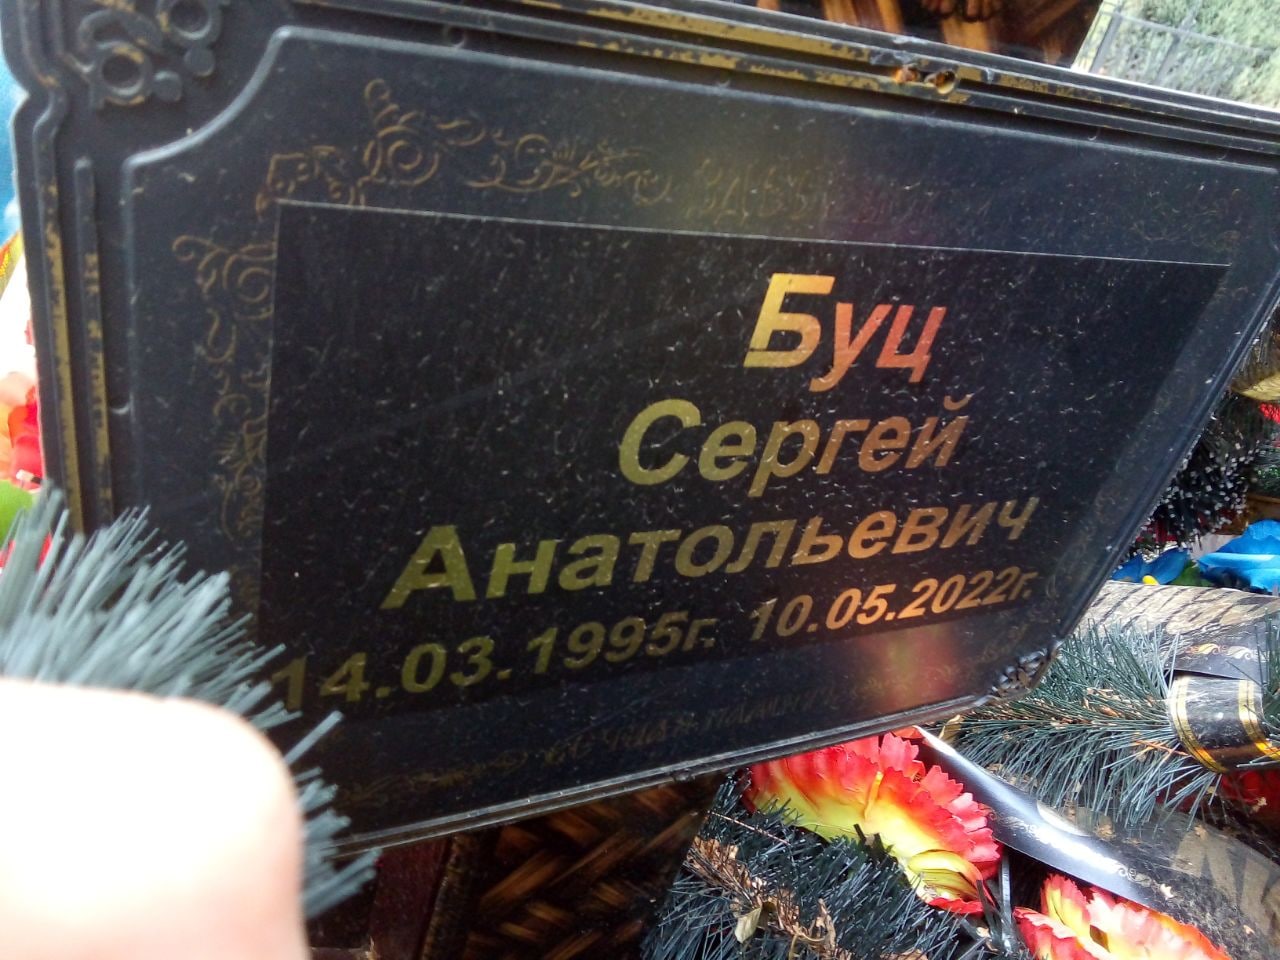 Буц
Сергей
Анатольевич
14.03.1995г. 10.05.2022г.